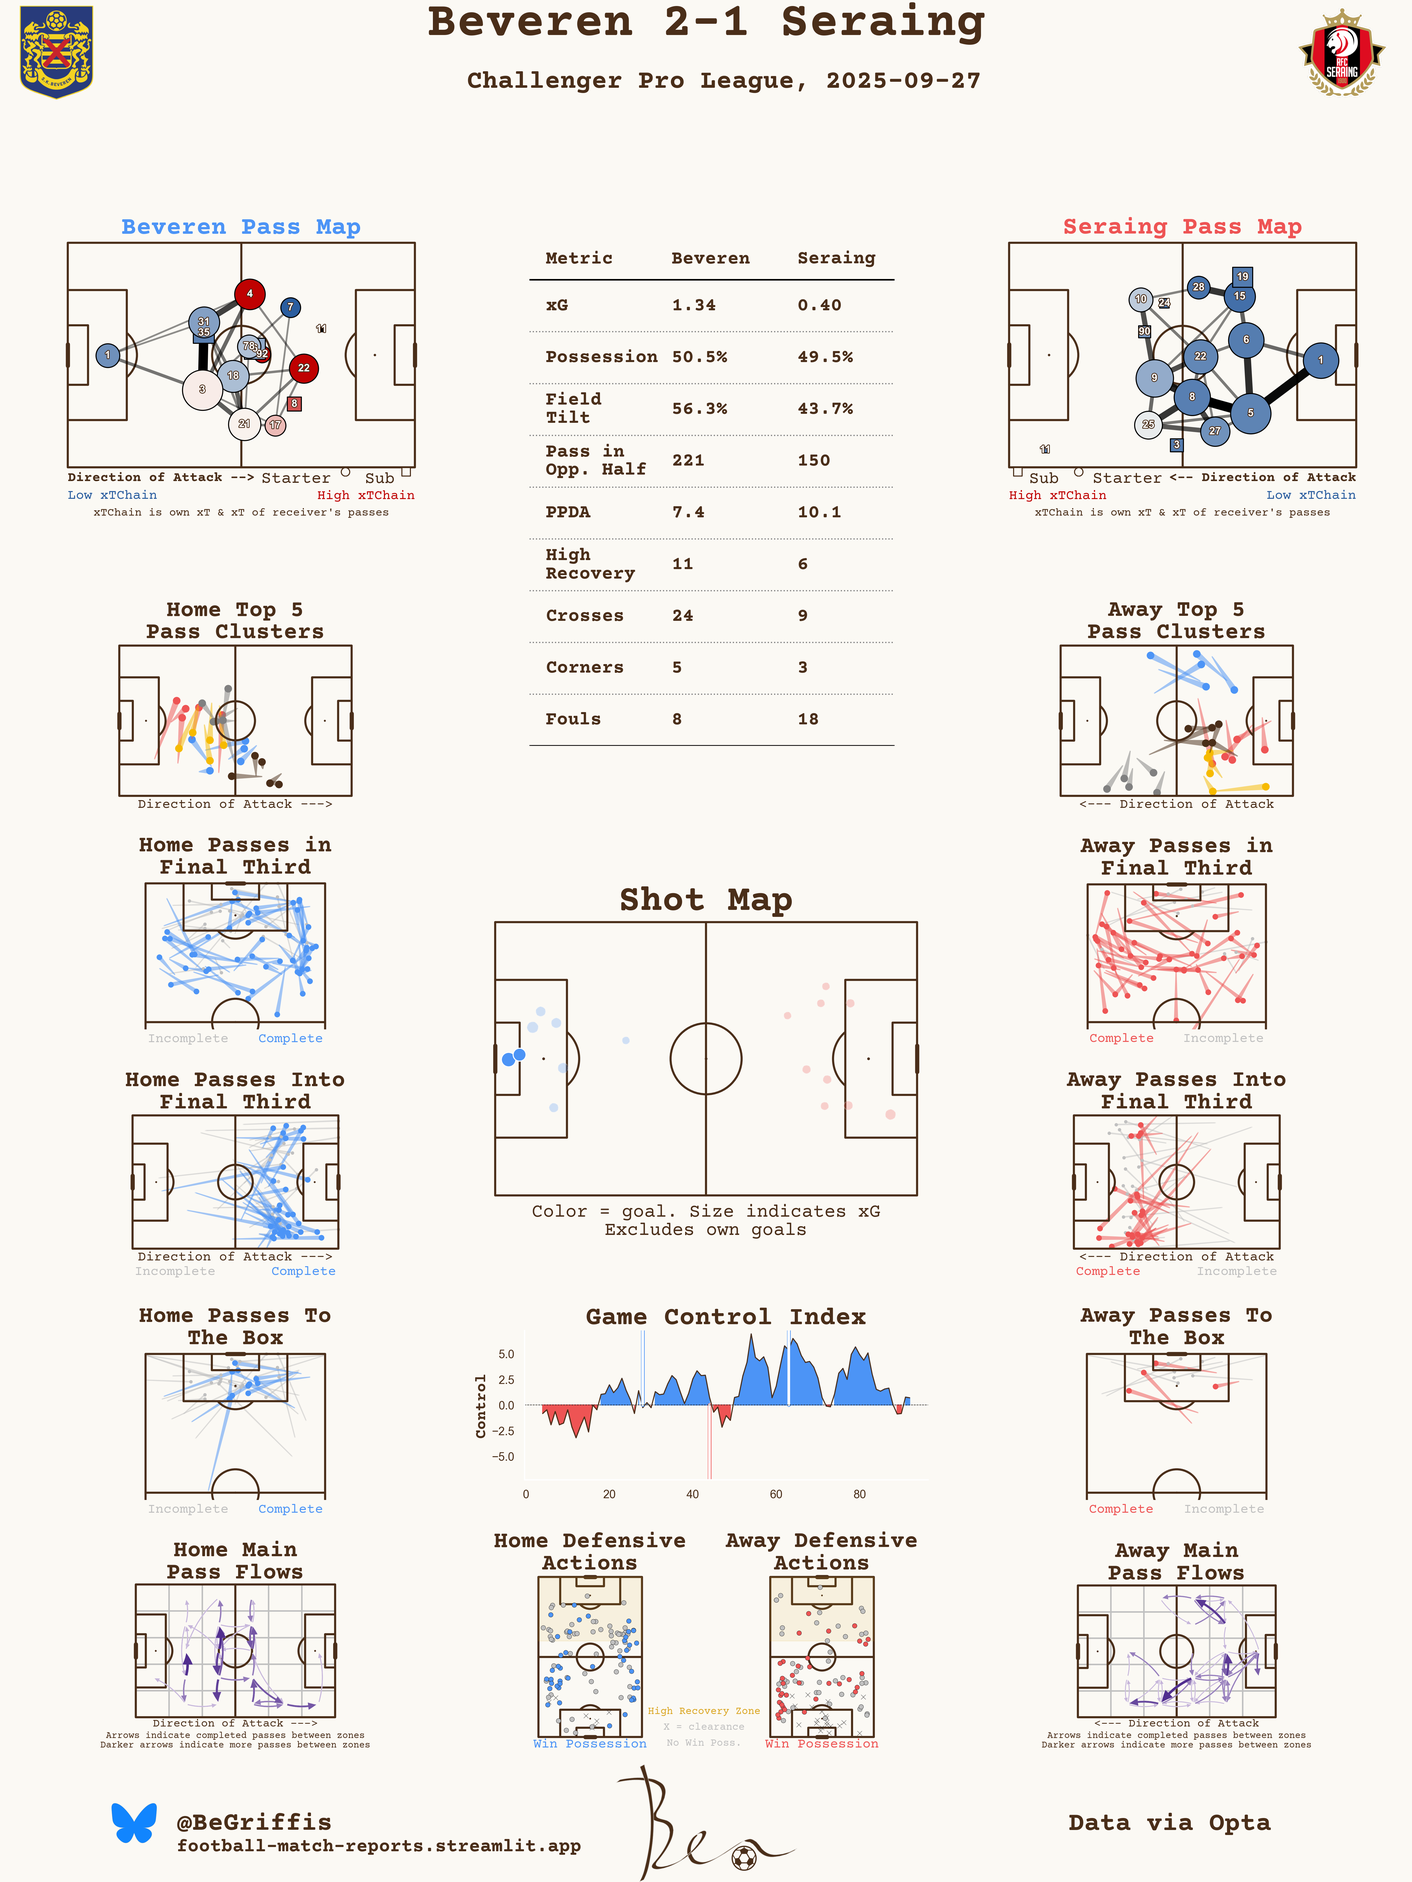 Beveren 2-1 Seraing
Challenger Pro League, 2025-09-27
S.K. BEVEREN
RFC
SERAING
Beveren Pass Map
1
31
35
3
4
7
11
78
92
18
22
8
21
17
Direction of Attack --> Starter Sub
Low xTChain High xTChain
xTChain is own xT & xT of receiver's passes
Metric Beveren Seraing
xG 1.34 0.40
Possession 50.5% 49.5%
Field
Tilt 56.3% 43.7%
Pass in
Opp. Half 221 150
PPDA 7.4 10.1
High
Recovery 11 6
Crosses 24 9
Corners 5 3
Fouls 8 18
Seraing Pass Map
10
24
28
19
15
90
6
22
1
9
8
5
25
27
3
11
Sub Starter <-- Direction of Attack
High xTChain Low xTChain
xTChain is own xT & xT of receiver's passes
Home Top 5
Pass Clusters
Direction of Attack --->
Away Top 5
Pass Clusters
<--- Direction of Attack
Home Passes in
Final Third
Incomplete Complete
Away Passes in
Final Third
Complete Incomplete
Shot Map
Color = goal. Size indicates xG
Excludes own goals
Home Passes Into
Final Third
Direction of Attack --->
Incomplete Complete
Away Passes Into
Final Third
<--- Direction of Attack
Complete Incomplete
Home Passes To
The Box
Incomplete Complete
Game Control Index
Control
5.0
2.5
0.0
−2.5
−5.0
0 20 40 60 80
Away Passes To
The Box
Complete Incomplete
Home Main
Pass Flows
Direction of Attack --->
Arrows indicate completed passes between zones
Darker arrows indicate more passes between zones
Home Defensive
Actions
Win Possession
High Recovery Zone
X = clearance
No Win Poss.
Away Defensive
Actions
Win Possession
Away Main
Pass Flows
<--- Direction of Attack
Arrows indicate completed passes between zones
Darker arrows indicate more passes between zones
@BeGriffis
football-match-reports.streamlit.app
Ben
Data via Opta